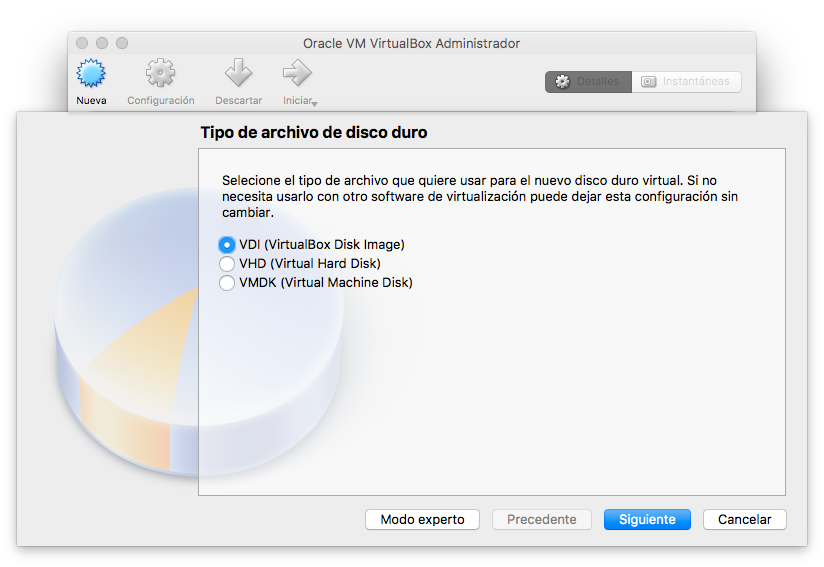 Oracle VM VirtualBox Administrador
Nueva
Configuración
Descartar
Iniciar
Detalles
Instantáneas
Tipo de archivo de disco duro
Selecione el tipo de archivo que quiere usar para el nuevo disco duro virtual. Si no
necesita usarlo con otro software de virtualización puede dejar esta configuración sin
cambiar.
VDI (VirtualBox Disk Image)
VHD (Virtual Hard Disk)
VMDK (Virtual Machine Disk)
Modo experto
Precedente
Siguiente
Cancelar